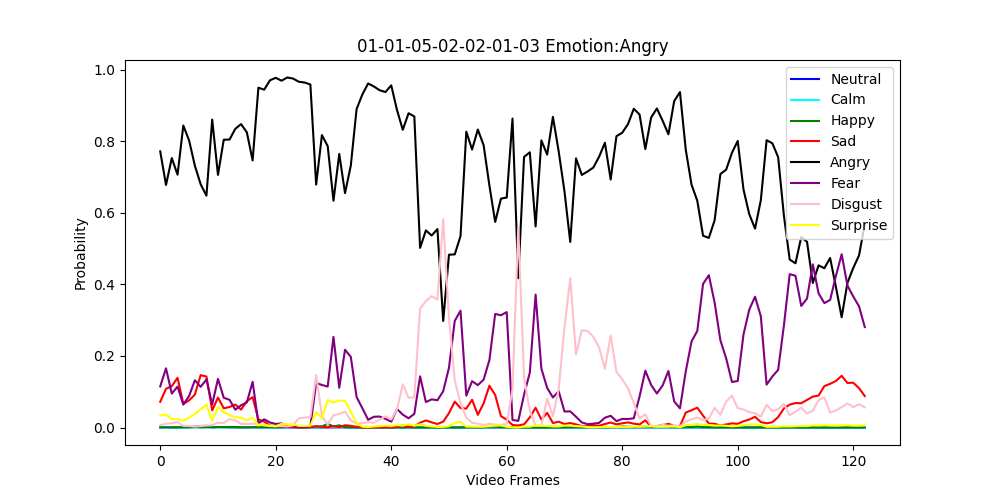 01-01-05-02-02-01-03 Emotion:Angry
1.0
0.8
0.6
0.4
0.2
0.0
Probability
0
20
40
60
80
100
120
Video Frames
Neutral
Calm
Happy
Sad
Angry
Fear
Disgust
Surprise